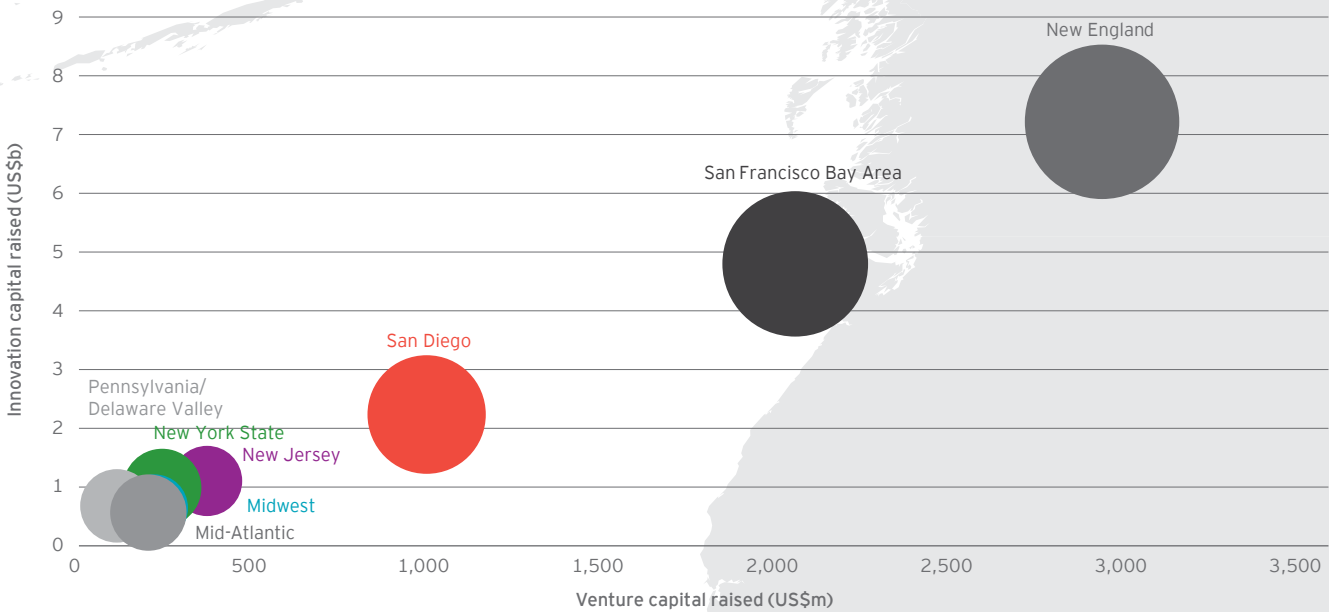 9
New England
8
7
San Francisco Bay Area
6
5
4
San Diego
3
Pennsylvania/
Delaware Valley
2
New York State
New Jersey
1
Midwest
Mid-Atlantic
0
Innovation capital raised (US$b)
0 500 1,000 1,500 2,000 2,500 3,000 3,500
Venture capital raised (US$m)